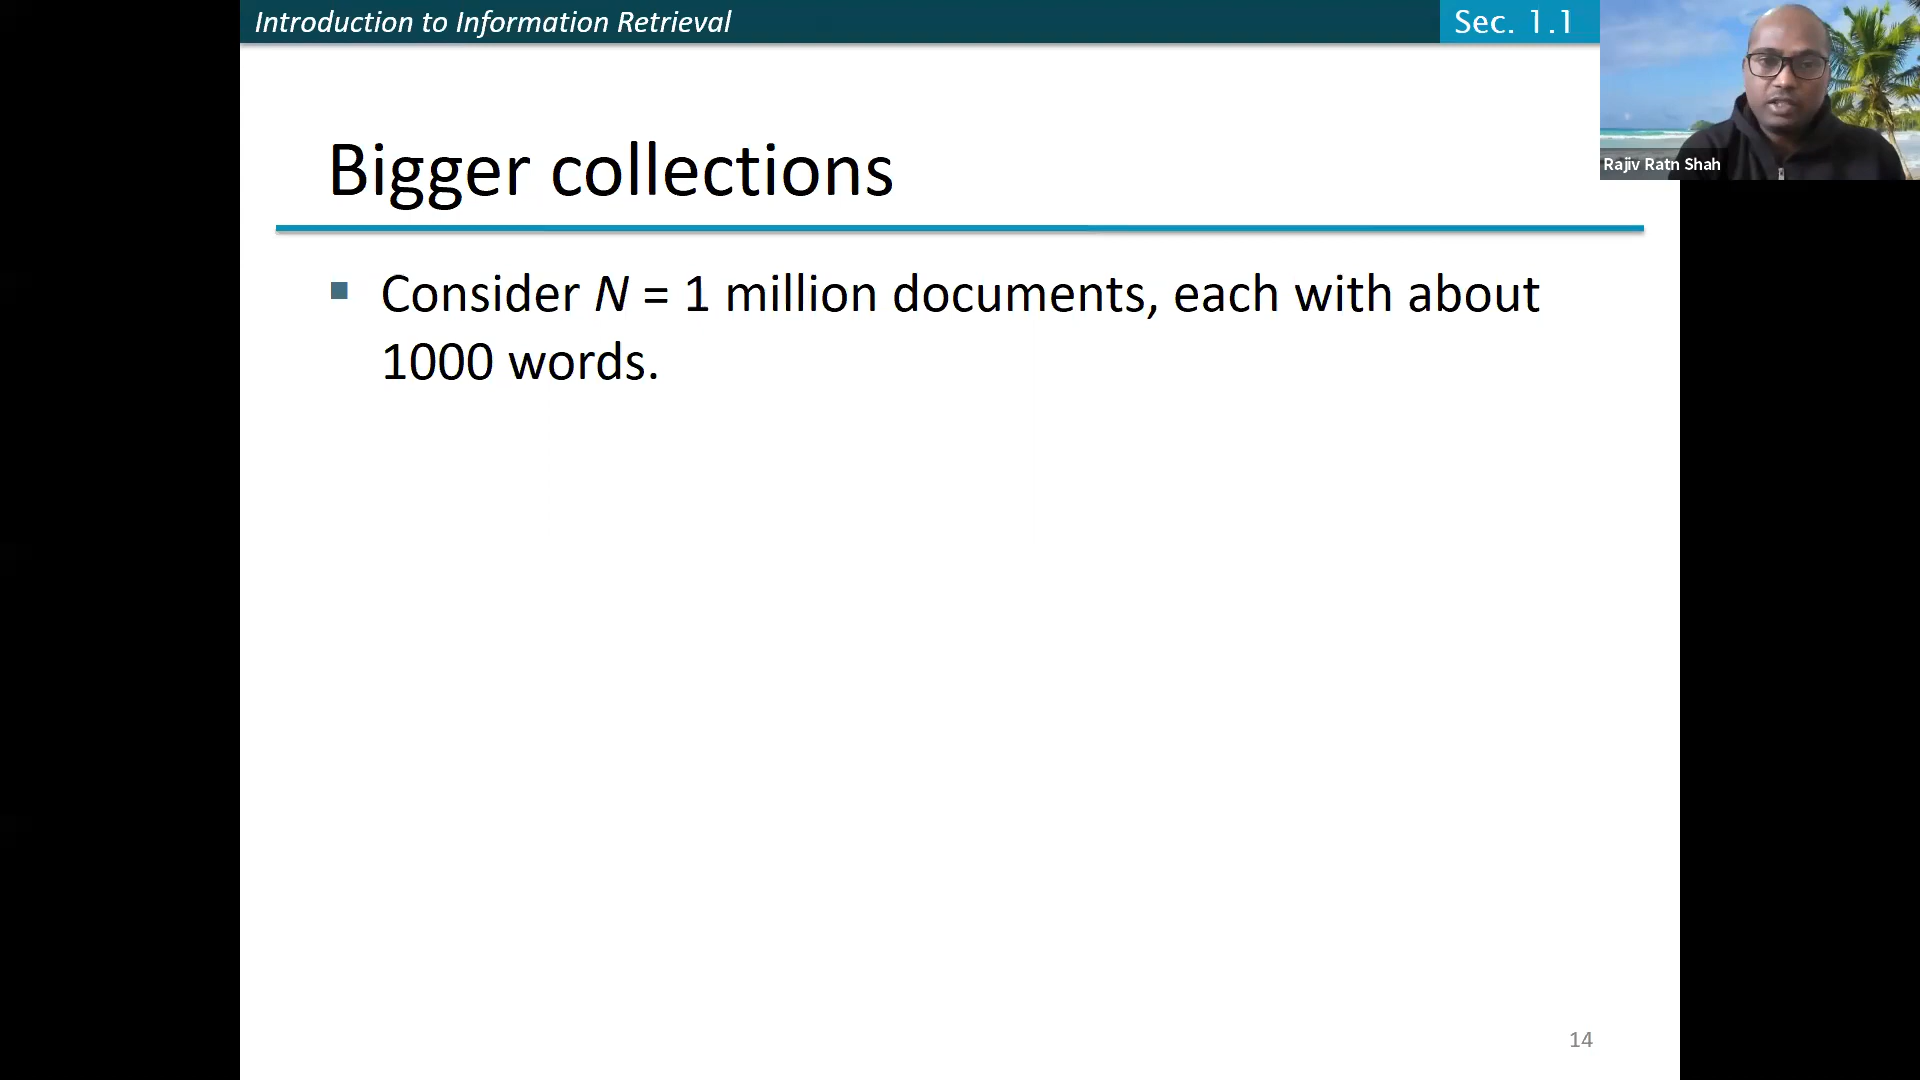 Introduction to Information Retrieval
Sec. 1.1
Rajiv Ratn Shah
Bigger collections
Consider N = 1 million documents, each with about
1000 words.
14